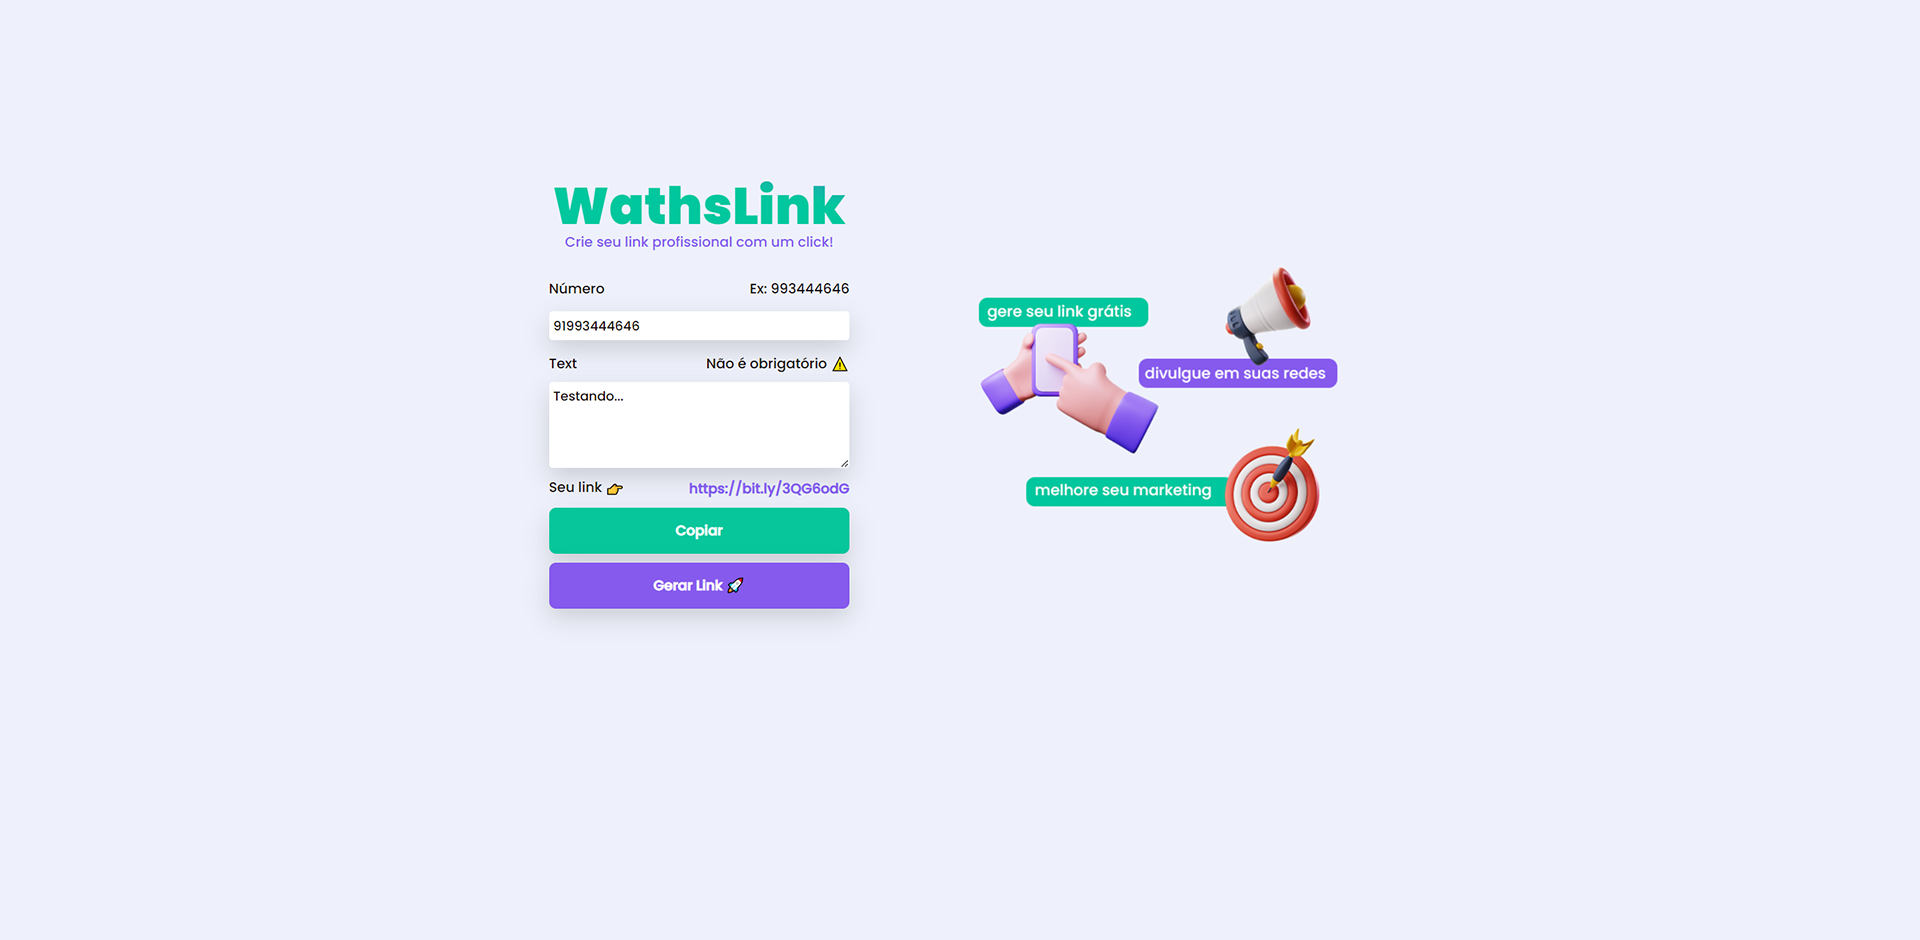 WathsLink
Crie seu link profissional com um click!
Número Ex: 993444646
91993444646
Text Não é obrigatório ⚠️
Testando...
Seu link 👉 https://bit.ly/3QG6odG
Copiar
Gerar Link 🚀
gere seu link grátis
divulgue em suas redes
melhore seu marketing